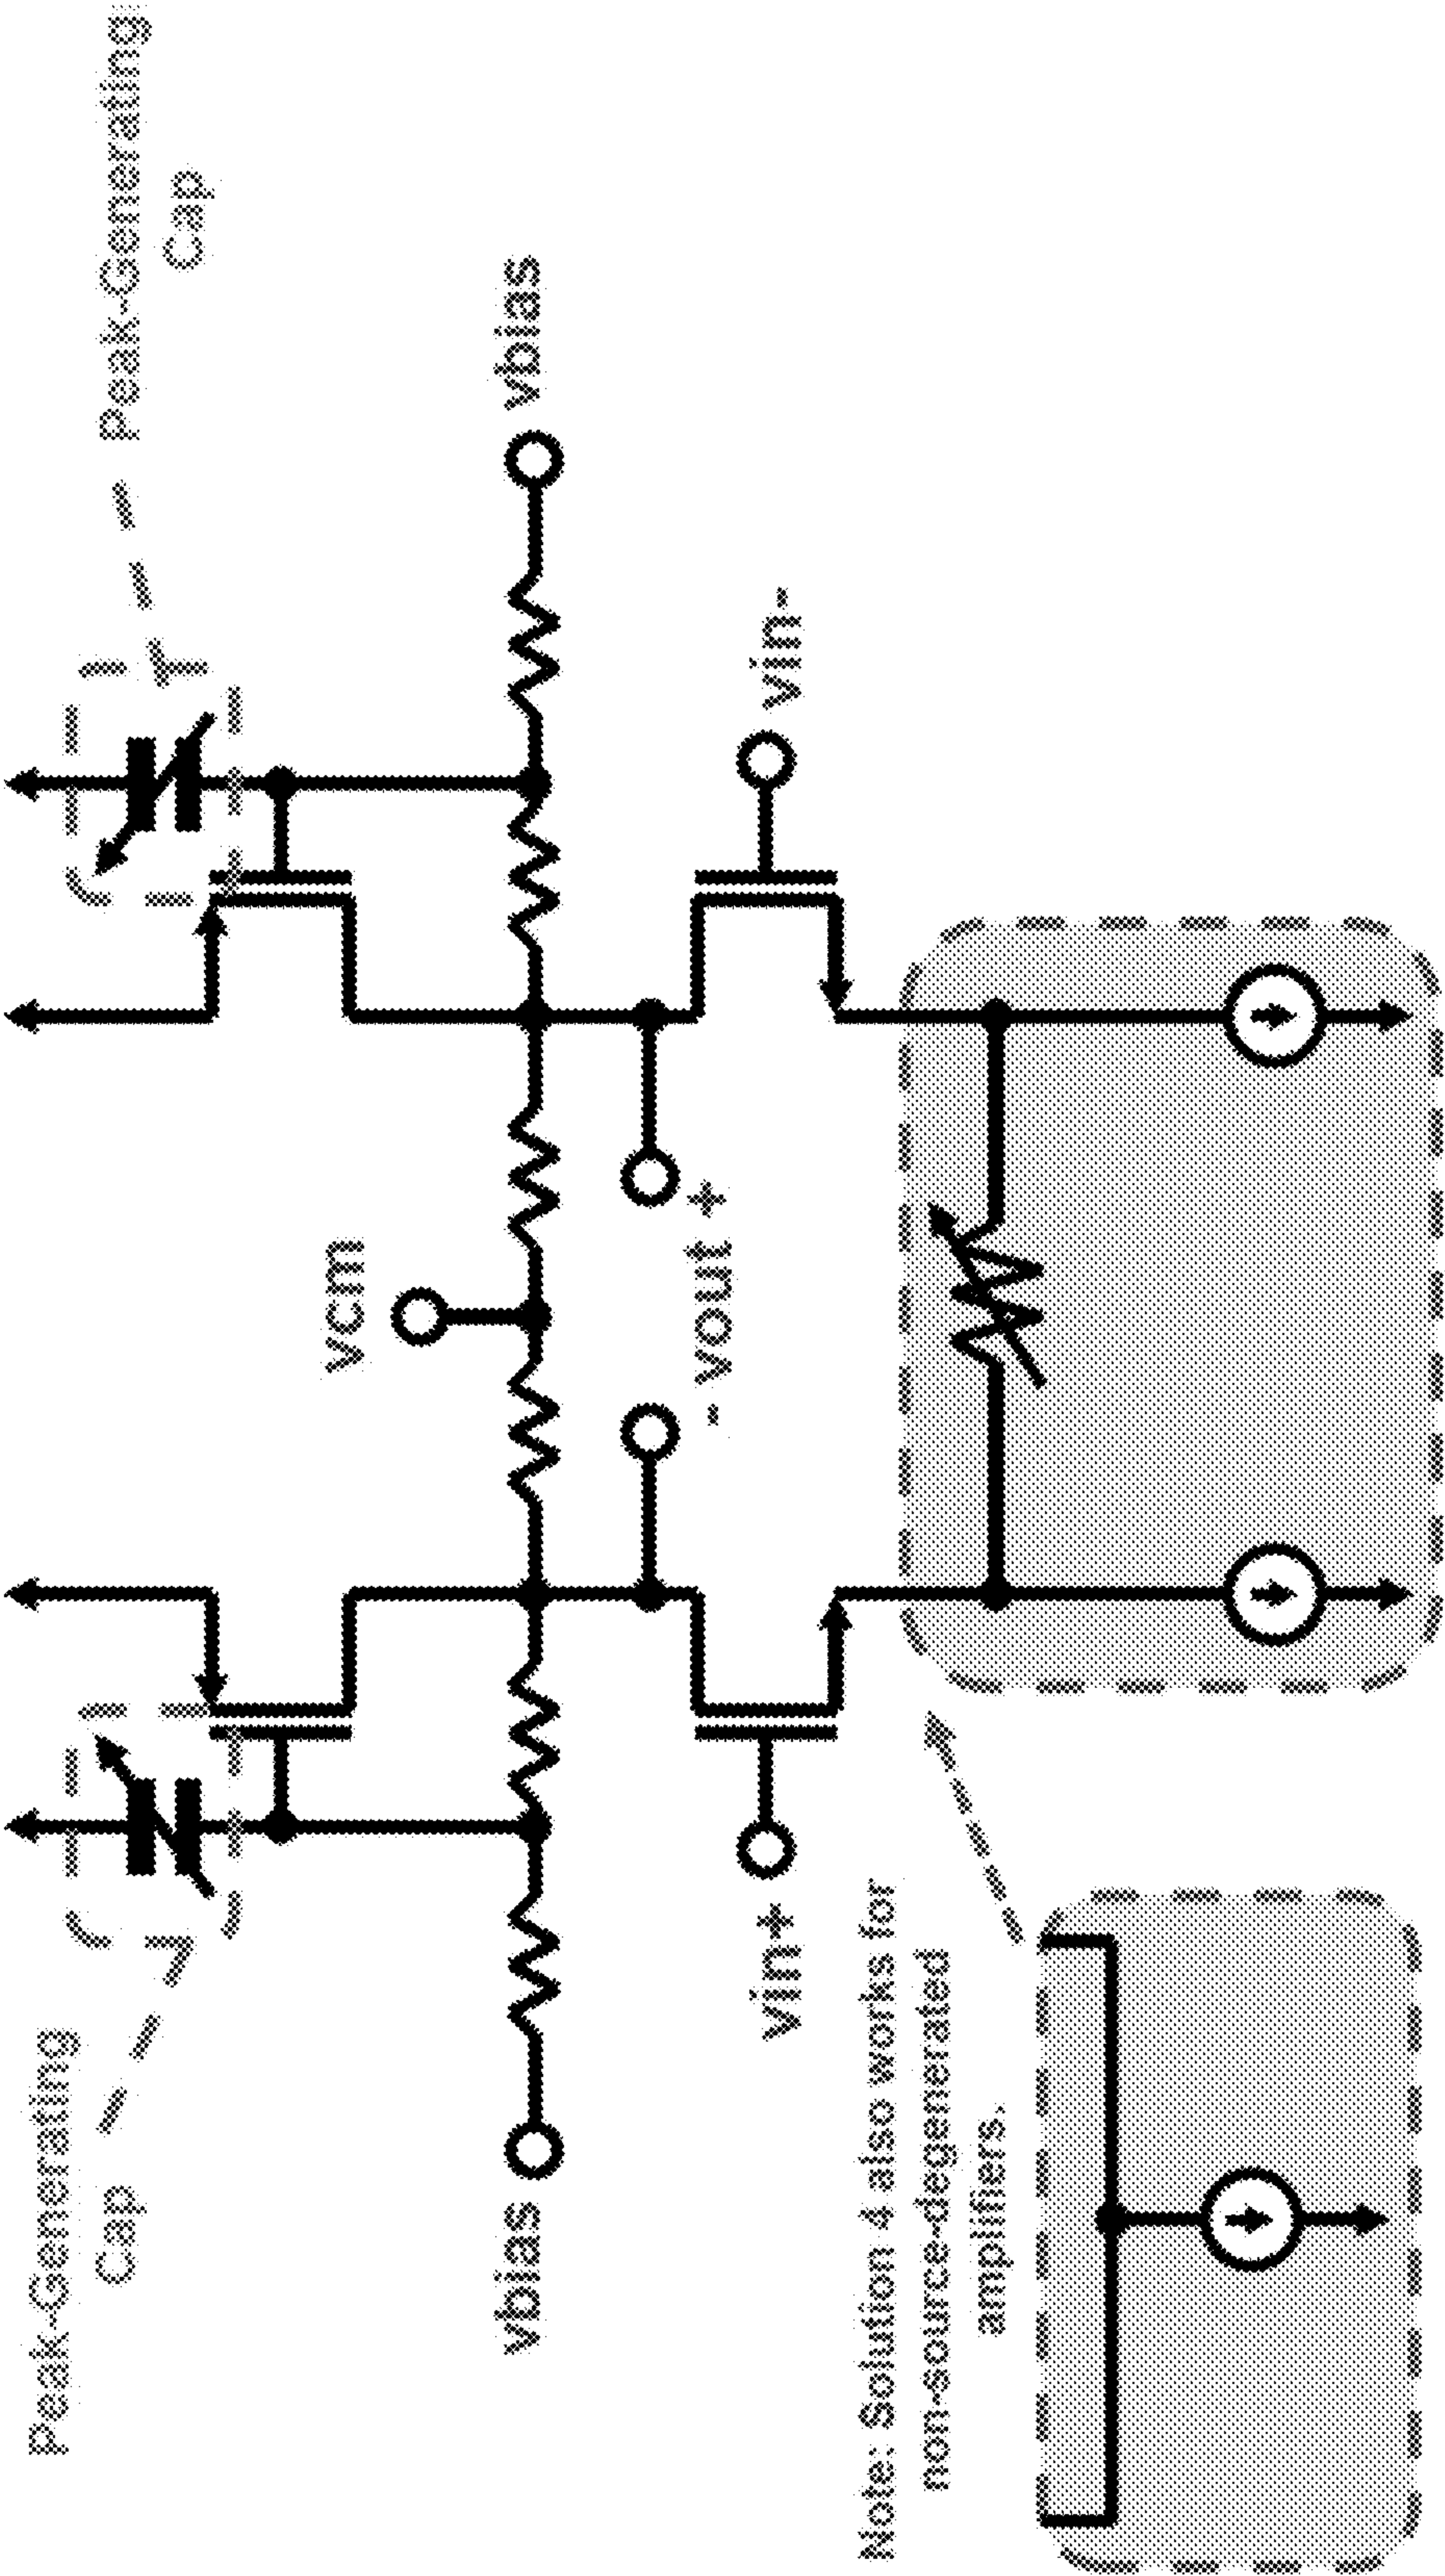 Peak-Generating
Cap
Peak-Generating
Cap
vcm
vbias
vbias
- vout +
vin+
vin-
Note: Solution 4 also works for
non-source-degenerated
amplifiers.